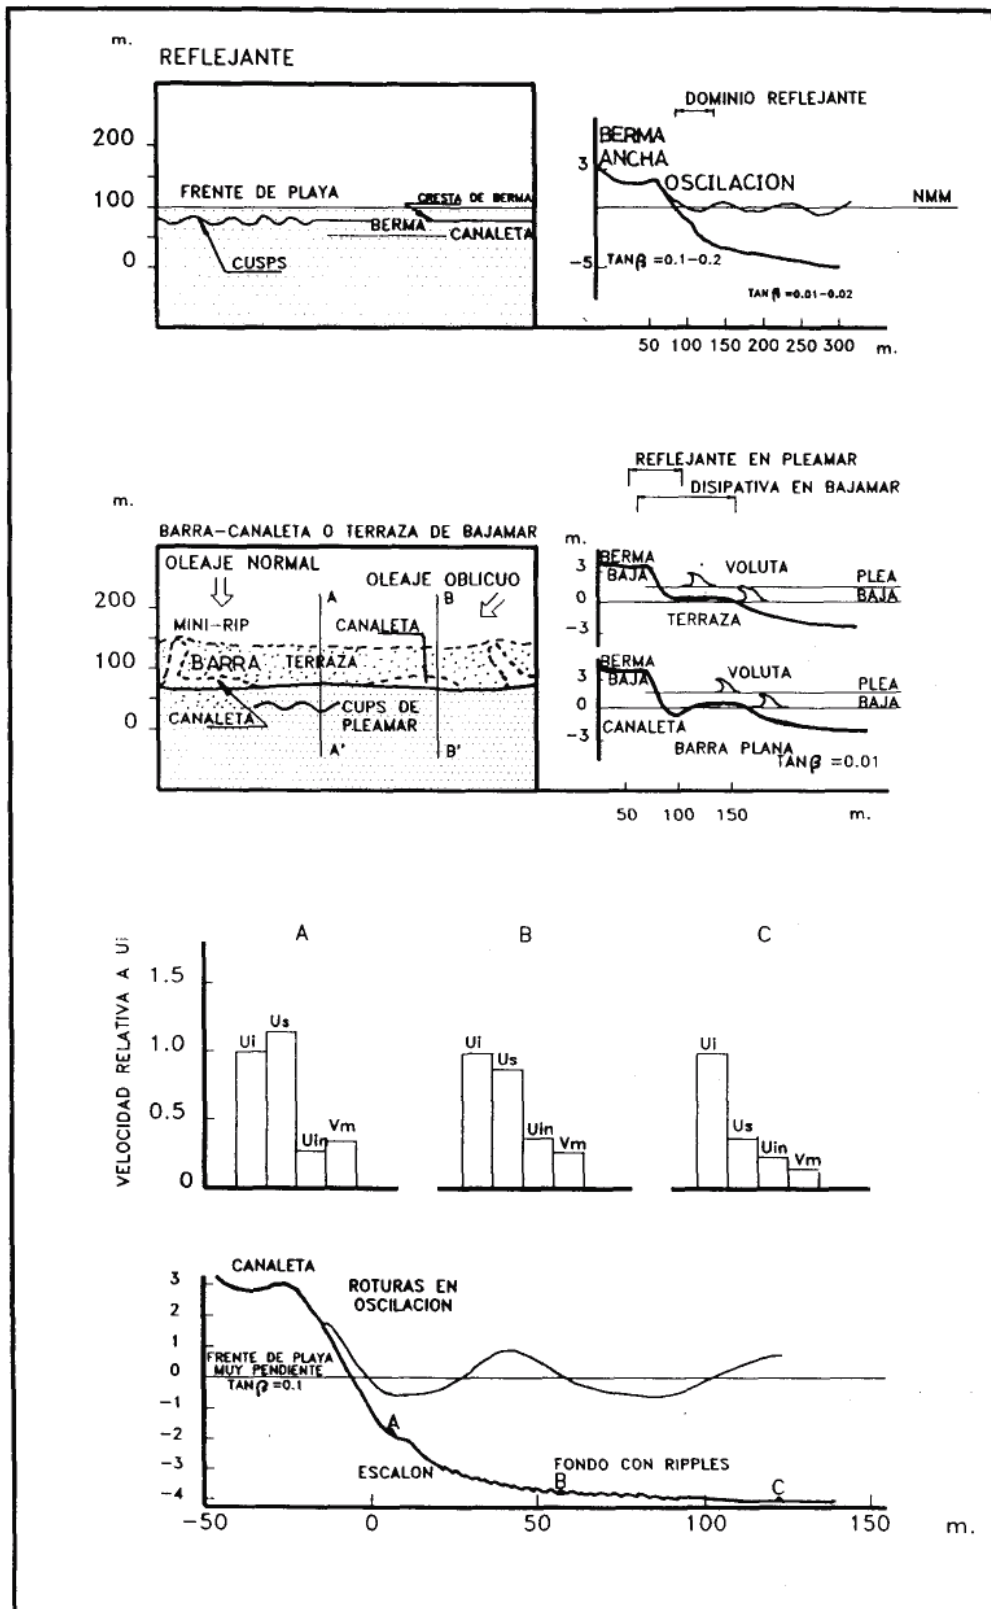 m.
REFLEJANTE
200
100
0
FRENTE DE PLAYA
CRESTA DE BERMA
BERMA
CANALETA
CUSPS
DOMINIO REFLEJANTE
BERMA
ANCHA
3
OSCILACION
NMM
-5
TANβ =0.1-0.2
TANβ =0.01-0.02
50 100 150 200 250 300 m.
REFLEJANTE EN PLEAMAR
DISIPATIVA EN BAJAMAR
m.
BARRA-CANALETA O TERRAZA DE BAJAMAR
OLEAJE NORMAL
OLEAJE OBLICUO
200
100
0
A
B
MINI-RIP
CANALETA
BARRA
TERRAZA
CANALETA
CUPS DE
PLEAMAR
A'
B'
m.
3
0
-3
BERMA
BAJA
VOLUTA
PLEA
BAJA
TERRAZA
BERMA
BAJA
3
0
-3
VOLUTA
PLEA
BAJA
CANALETA
BARRA PLANA
TANβ =0.01
50 100 150 m.
A B C
VELOCIDAD RELATIVA A Ui
1.5
1.0
0.5
0
Ui
Us
Uin
Vm
Ui
Us
Uin
Vm
Ui
Us
Uin
Vm
3
2
1
0
-1
-2
-3
-4
CANALETA
ROTURAS EN
OSCILACION
FRENTE DE PLAYA
MUY PENDIENTE
TANβ =0.1
A
ESCALON
FONDO CON RIPPLES
B
C
-50 0 50 100 150 m.